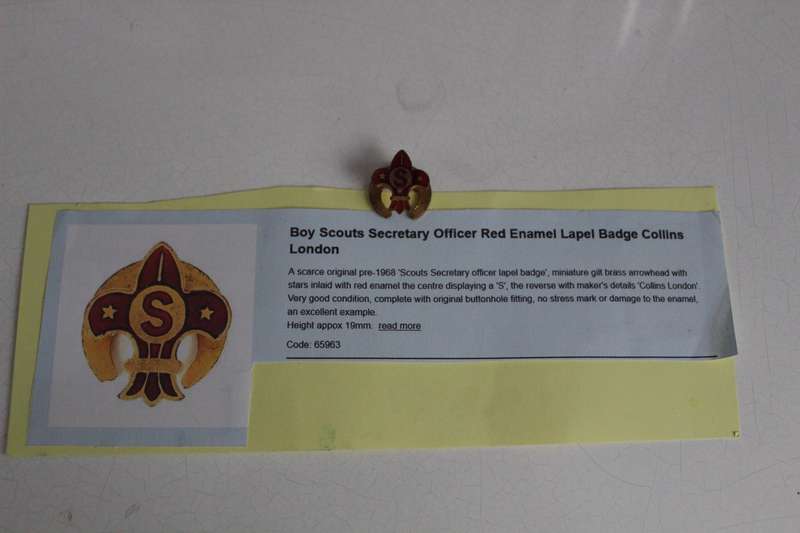 S
Boy Scouts Secretary Officer Red Enamel Lapel Badge Collins
London
A scarce original pre-1968 'Scouts Secretary officer lapel badge', miniature gilt brass arrowhead with
stars inlaid with red enamel the centre displaying a 'S', the reverse with maker's details 'Collins London'.
Very good condition, complete with original buttonhole fitting, no stress mark or damage to the enamel,
an excellent example.
Height appox 19mm. read more
Code: 65963
S